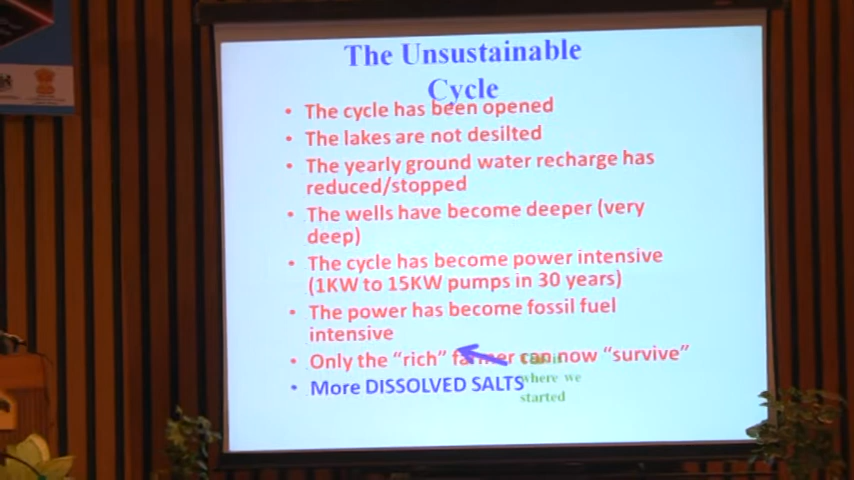 The Unsustainable
Cycle
• The cycle has been opened
• The lakes are not desilted
• The yearly ground water recharge has
reduced/stopped
• The wells have become deeper (very
deep)
• The cycle has become power intensive
(1KW to 15KW pumps in 30 years)
• The power has become fossil fuel
intensive
• Only the “rich” farmer can now “survive”
• More DISSOLVED SALTS
where we
started